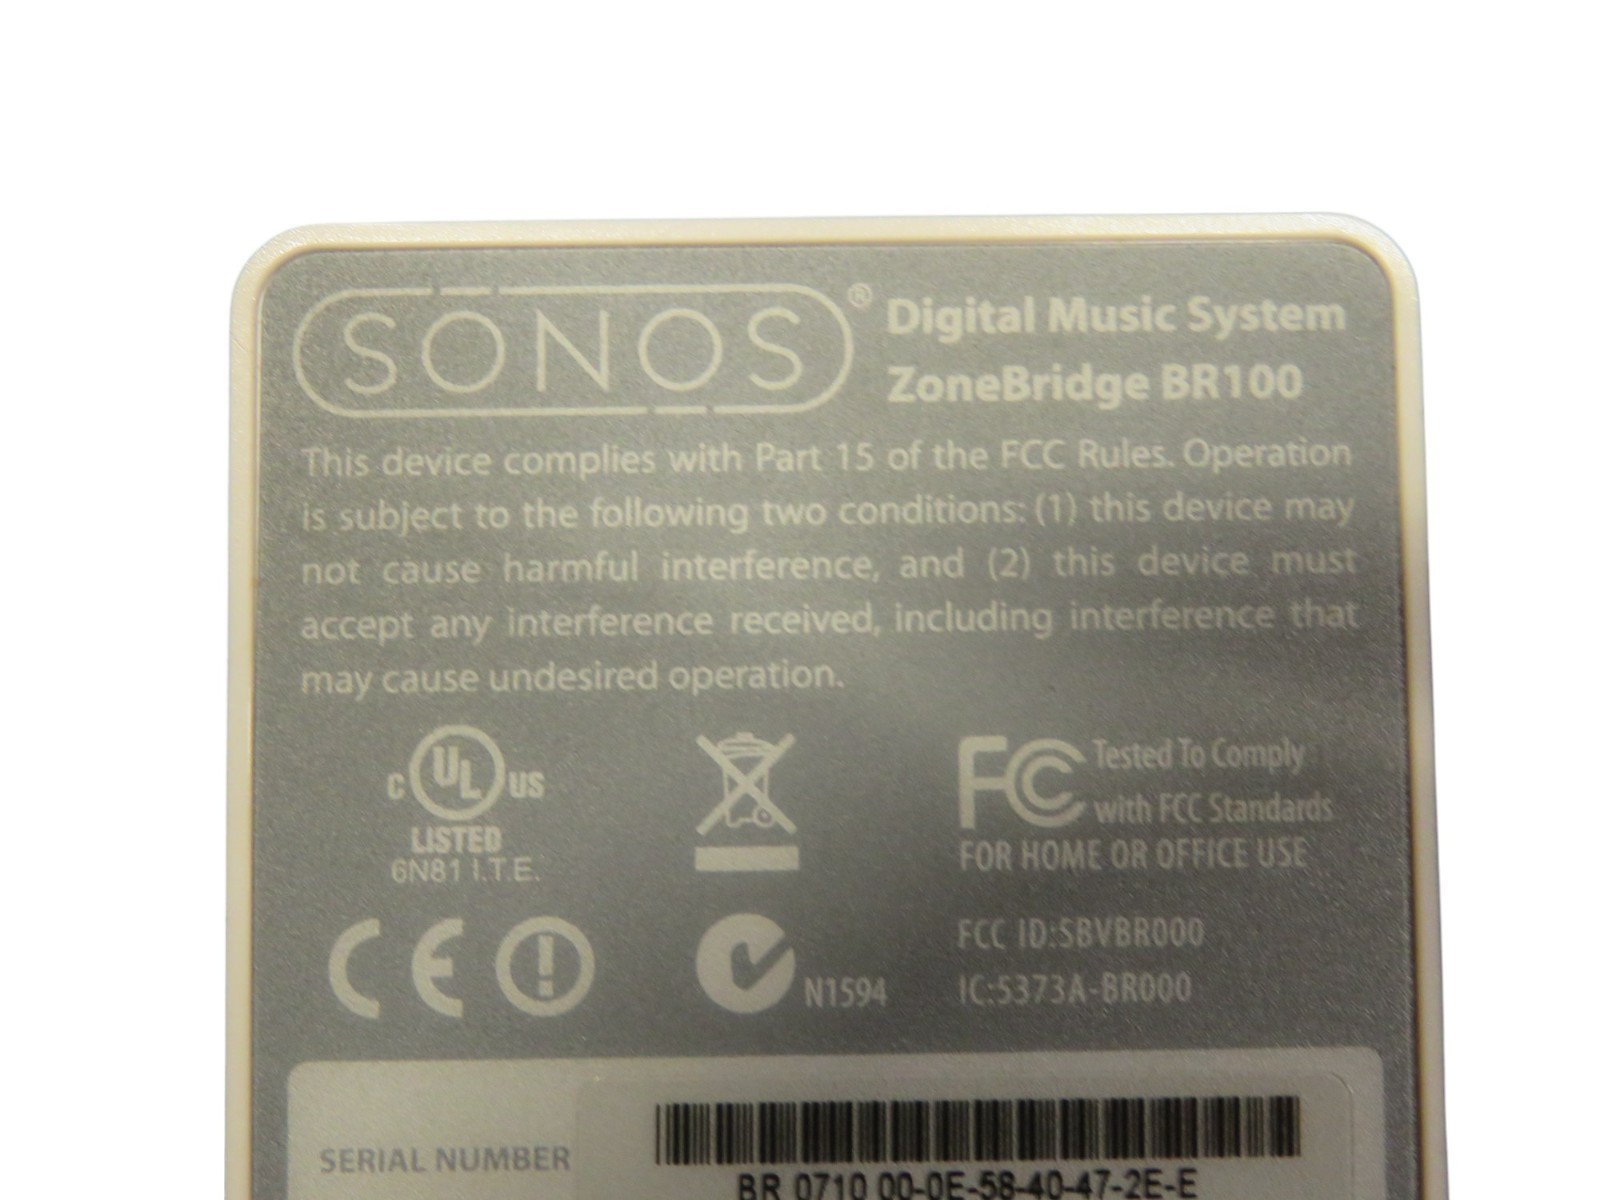 SONOS®
Digital Music System
ZoneBridge BR100
This device complies with Part 15 of the FCC Rules. Operation
is subject to the following two conditions: (1) this device may
not cause harmful interference, and (2) this device must
accept any interference received, including interference that
may cause undesired operation.
C UL US
LISTED
6N81 I.T.E.
FC Tested To Comply
with FCC Standards
FOR HOME OR OFFICE USE
CE
N1594
FCC ID:SBVBR000
IC:5373A-BR000
SERIAL NUMBER
BR 0710 00-0E-58-40-47-2E-E